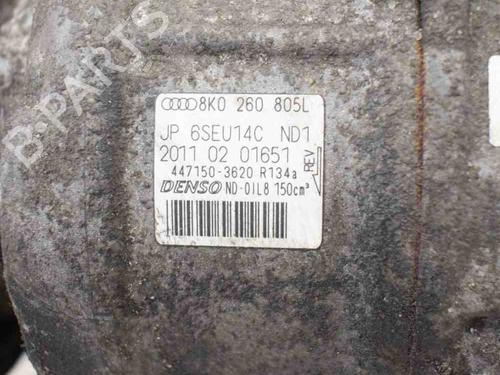 8K0 260 805L
JP 6SEU14C ND1
2011 02 01651
REV
447150-3620 R134a
DENSO ND-OIL8 150cm³
B-PARTS